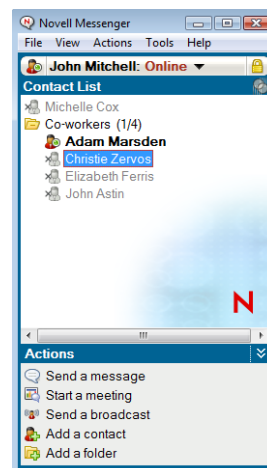 Novell Messenger
File View Actions Tools Help
John Mitchell: Online
Contact List
Michelle Cox
Co-workers (1/4)
Adam Marsden
Christie Zervos
Elizabeth Ferris
John Astin
N
Actions
Send a message
Start a meeting
Send a broadcast
Add a contact
Add a folder